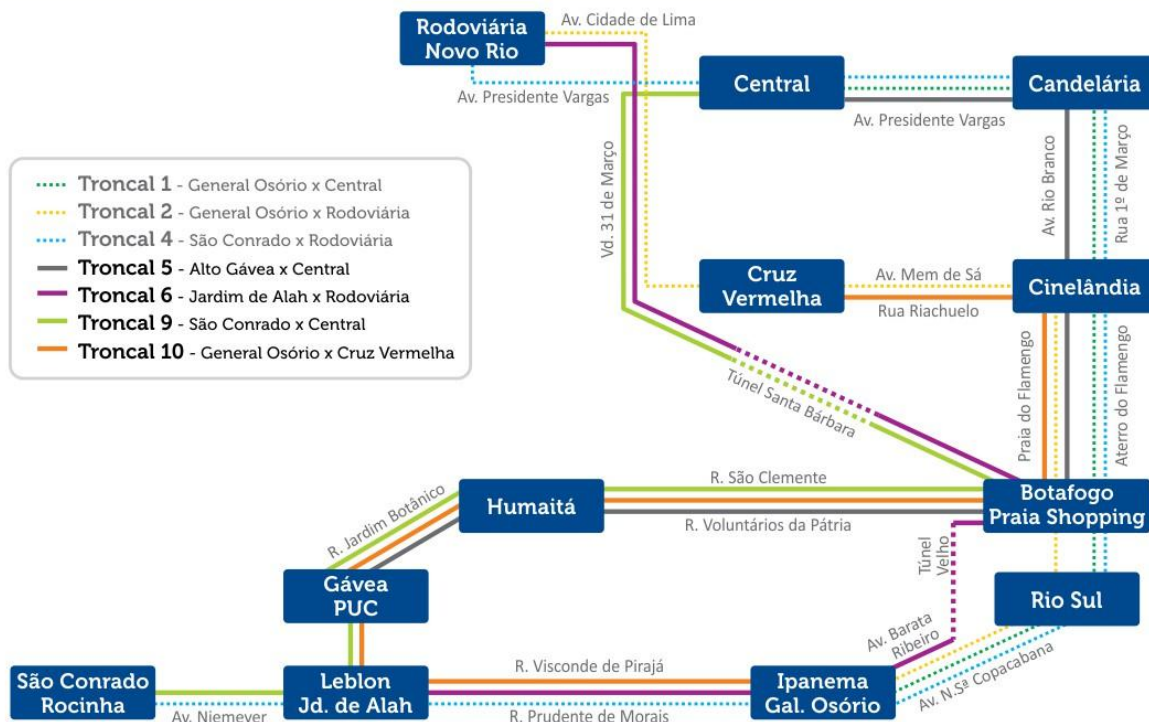 Rodoviária
Novo Rio
Av. Cidade de Lima
Central
Candelária
Av. Presidente Vargas
Av. Presidente Vargas
Troncal 1 - General Osório x Central
Troncal 2 - General Osório x Rodoviária
Troncal 4 - São Conrado x Rodoviária
Troncal 5 - Alto Gávea x Central
Troncal 6 - Jardim de Alah x Rodoviária
Troncal 9 - São Conrado x Central
Troncal 10 - General Osório x Cruz Vermelha
Vd. 31 de Março
Av. Rio Branco
Rua 1º de Março
Cruz
Vermelha
Av. Mem de Sá
Rua Riachuelo
Cinelândia
Túnel Santa Bárbara
Praia do Flamengo
Aterro do Flamengo
R. Jardim Botânico
Humaitá
R. São Clemente
R. Voluntários da Pátria
Botafogo
Praia Shopping
Túnel
Velho
Gávea
PUC
Rio Sul
Av. Barata
Ribeiro
Av. N.Sª Copacabana
São Conrado
Rocinha
Av. Niemeyer
Leblon
Jd. de Alah
R. Visconde de Pirajá
R. Prudente de Morais
Ipanema
Gal. Osório